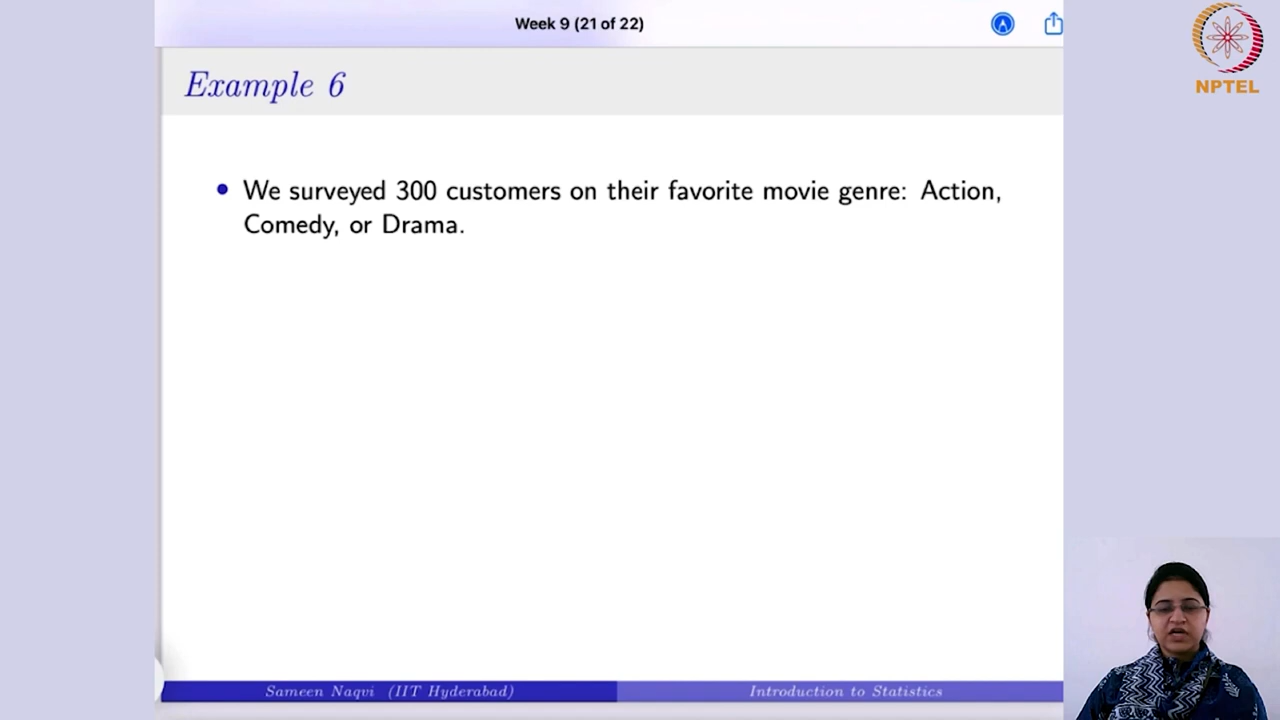 Week 9 (21 of 22)
NPTEL
Example 6
We surveyed 300 customers on their favorite movie genre: Action,
Comedy, or Drama.
Sameen Naqvi (IIT Hyderabad)
Introduction to Statistics